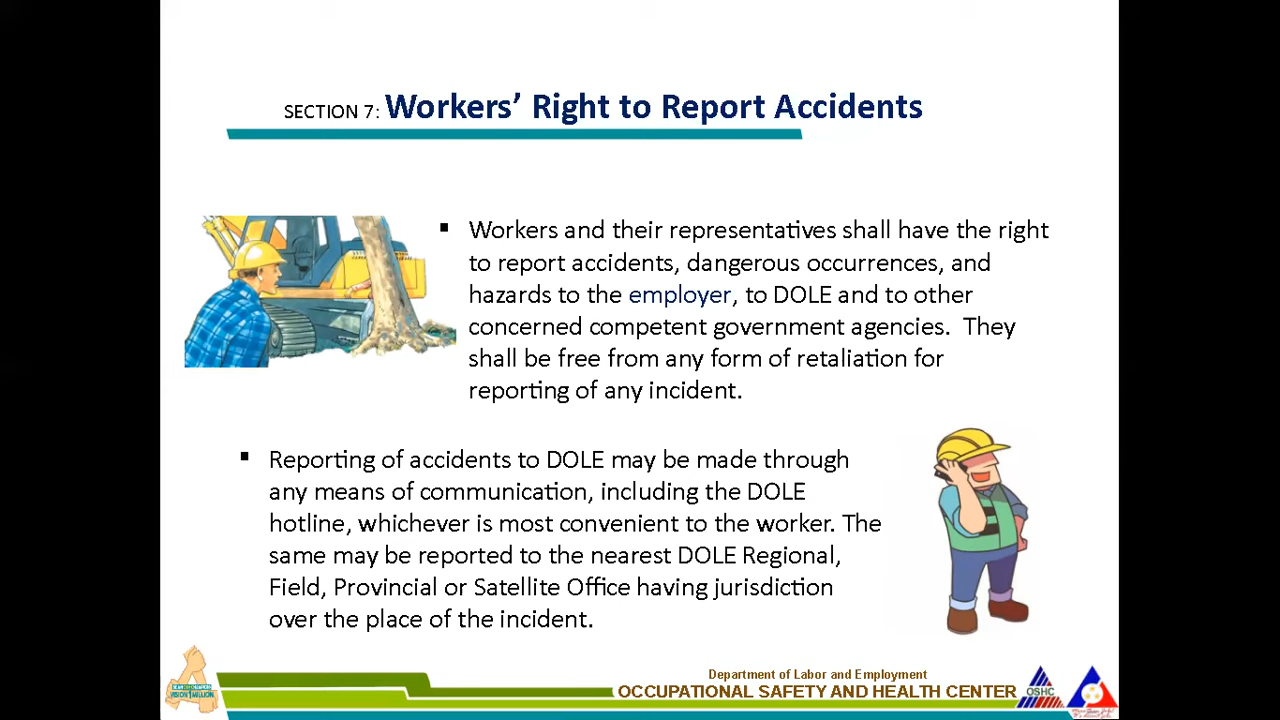 SECTION 7: Workers’ Right to Report Accidents
▪ Workers and their representatives shall have the right
to report accidents, dangerous occurrences, and
hazards to the employer, to DOLE and to other
concerned competent government agencies.  They
shall be free from any form of retaliation for
reporting of any incident.
▪ Reporting of accidents to DOLE may be made through
any means of communication, including the DOLE
hotline, whichever is most convenient to the worker. The
same may be reported to the nearest DOLE Regional,
Field, Provincial or Satellite Office having jurisdiction
over the place of the incident.
Department of Labor and Employment
OCCUPATIONAL SAFETY AND HEALTH CENTER
OSHC